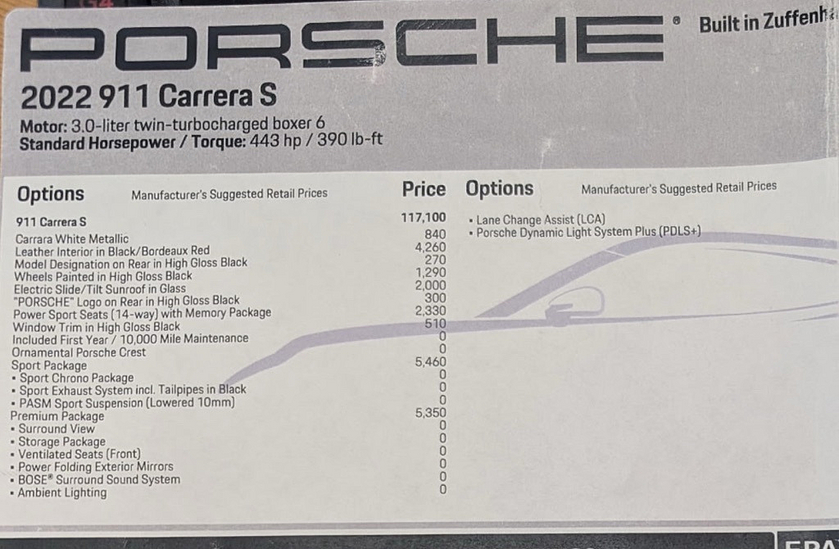 PORSCHE®
Built in Zuffenha
2022 911 Carrera S
Motor: 3.0-liter twin-turbocharged boxer 6
Standard Horsepower / Torque: 443 hp / 390 lb-ft
Options Manufacturer's Suggested Retail Prices Price
911 Carrera S 117,100
Carrara White Metallic 840
Leather Interior in Black/Bordeaux Red 4,260
Model Designation on Rear in High Gloss Black 270
Wheels Painted in High Gloss Black 1,290
Electric Slide/Tilt Sunroof in Glass 2,000
"PORSCHE" Logo on Rear in High Gloss Black 300
Power Sport Seats (14-way) with Memory Package 2,330
Window Trim in High Gloss Black 510
Included First Year / 10,000 Mile Maintenance 0
Ornamental Porsche Crest 0
Sport Package 5,460
• Sport Chrono Package 0
• Sport Exhaust System incl. Tailpipes in Black 0
• PASM Sport Suspension (Lowered 10mm) 0
Premium Package 5,350
• Surround View 0
• Storage Package 0
• Ventilated Seats (Front) 0
• Power Folding Exterior Mirrors 0
• BOSE® Surround Sound System 0
• Ambient Lighting 0
Options Manufacturer's Suggested Retail Prices
• Lane Change Assist (LCA)
• Porsche Dynamic Light System Plus (PDLS+)
EPA